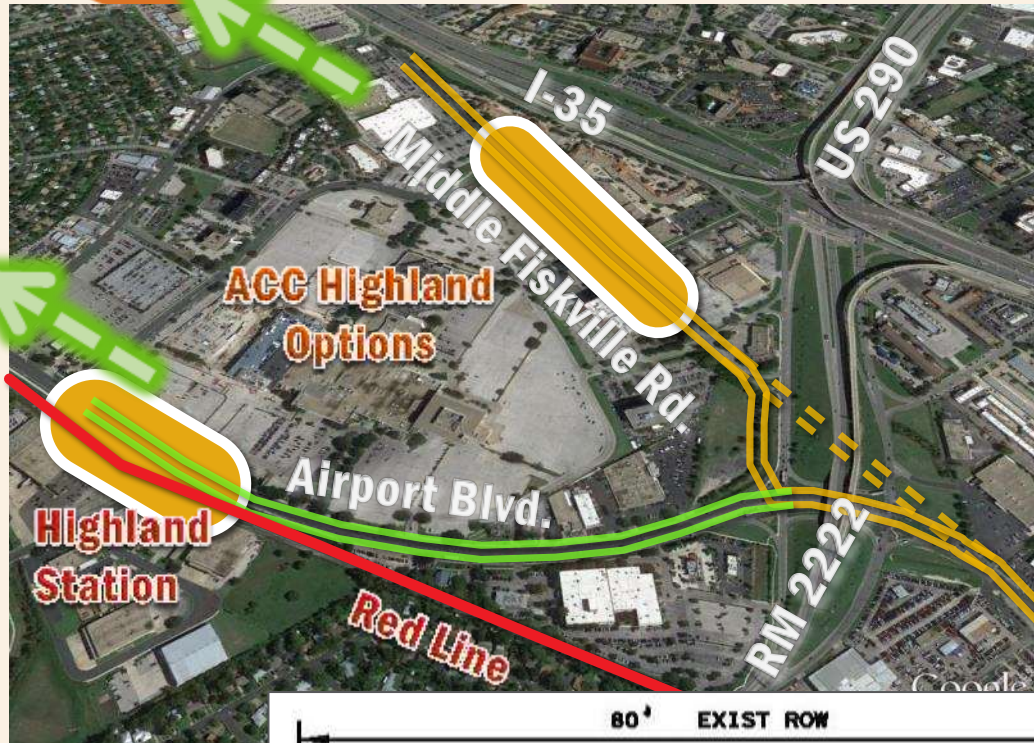 I-35
US 290
Middle Fiskville Rd.
ACC Highland
Options
Airport Blvd.
Highland
Station
Red Line
RM 2222
Google
80' EXIST ROW